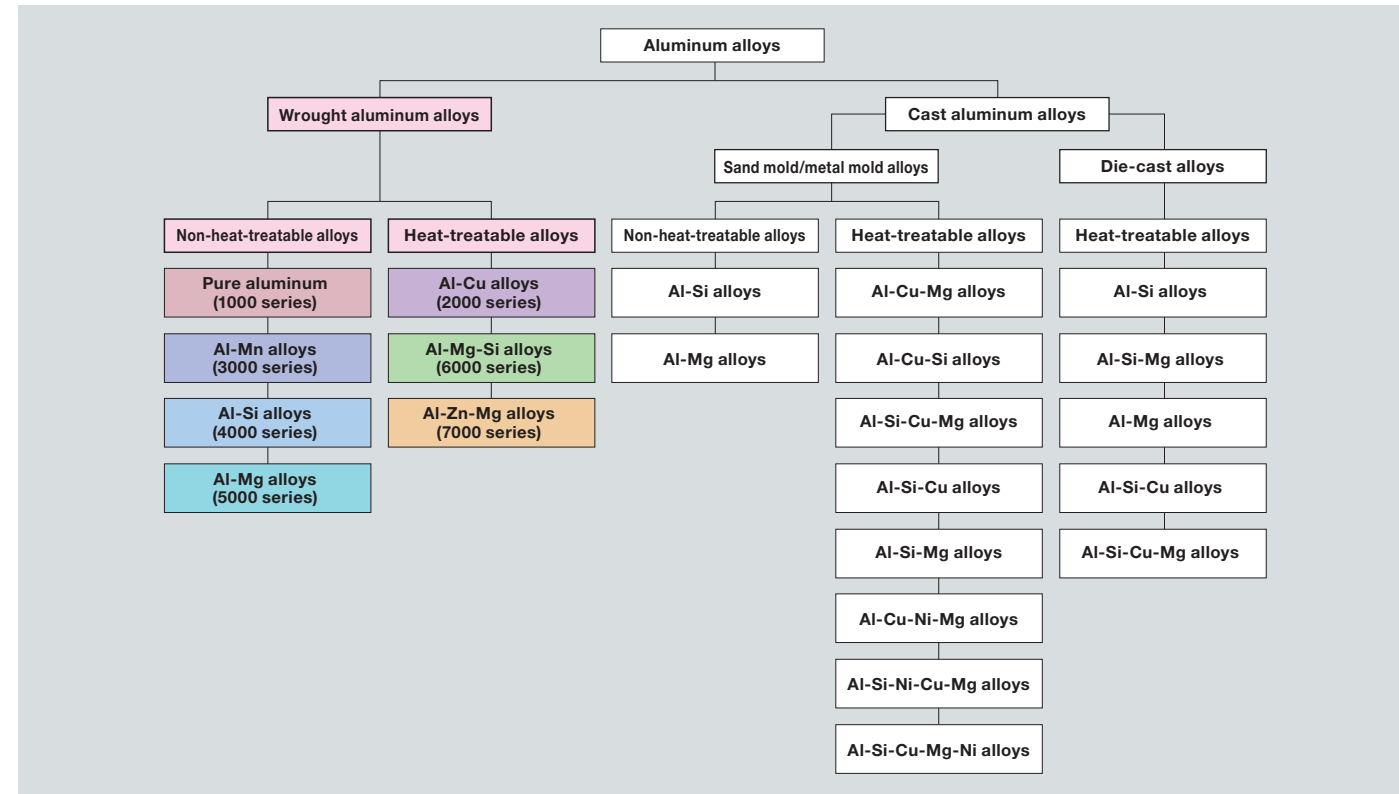 Aluminum alloys
Wrought aluminum alloys
Cast aluminum alloys
Sand mold/metal mold alloys
Die-cast alloys
Non-heat-treatable alloys
Heat-treatable alloys
Non-heat-treatable alloys
Heat-treatable alloys
Heat-treatable alloys
Pure aluminum
(1000 series)
Al-Mn alloys
(3000 series)
Al-Si alloys
(4000 series)
Al-Mg alloys
(5000 series)
Al-Cu alloys
(2000 series)
Al-Mg-Si alloys
(6000 series)
Al-Zn-Mg alloys
(7000 series)
Al-Si alloys
Al-Mg alloys
Al-Cu-Mg alloys
Al-Cu-Si alloys
Al-Si-Cu-Mg alloys
Al-Si-Cu alloys
Al-Si-Mg alloys
Al-Cu-Ni-Mg alloys
Al-Si-Ni-Cu-Mg alloys
Al-Si-Cu-Mg-Ni alloys
Al-Si alloys
Al-Si-Mg alloys
Al-Mg alloys
Al-Si-Cu alloys
Al-Si-Cu-Mg alloys